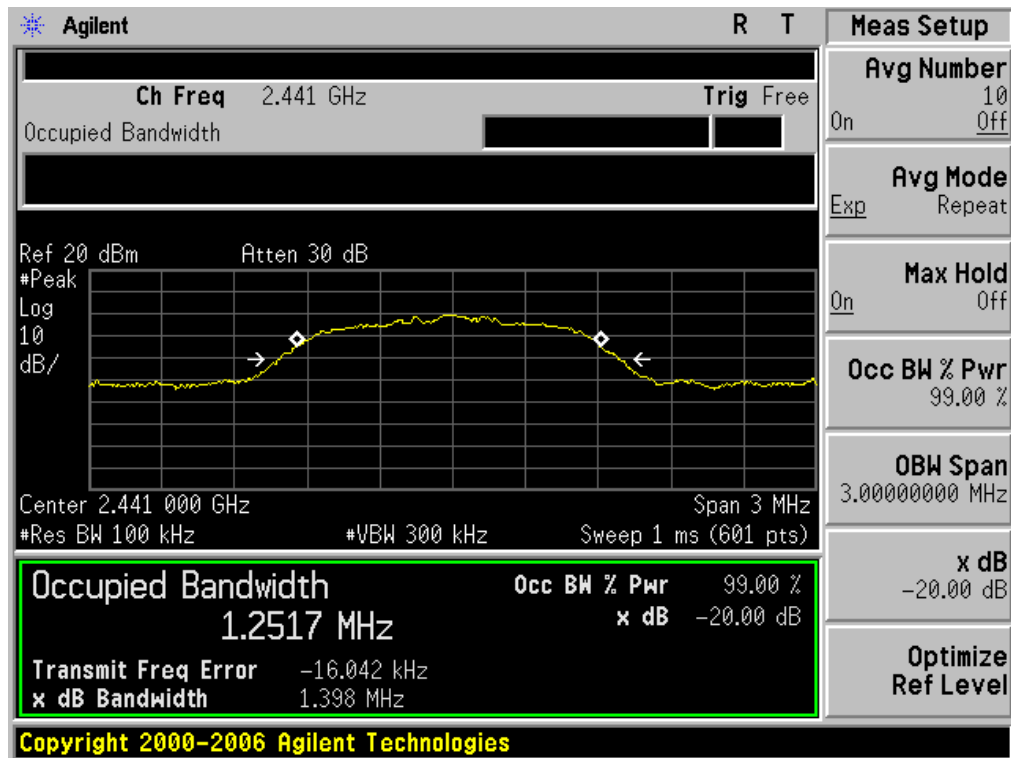 Agilent R T Meas Setup
Ch Freq 2.441 GHz Trig Free
Occupied Bandwidth
Ref 20 dBm Atten 30 dB
#Peak
Log
10
dB/
Center 2.441 000 GHz Span 3 MHz
#Res BW 100 kHz #VBW 300 kHz Sweep 1 ms (601 pts)
Occupied Bandwidth Occ BW % Pwr 99.00 %
1.2517 MHz x dB -20.00 dB
Transmit Freq Error -16.042 kHz
x dB Bandwidth 1.398 MHz
Avg Number
10
On Off
Avg Mode
Exp Repeat
Max Hold
On Off
Occ BW % Pwr
99.00 %
OBW Span
3.00000000 MHz
x dB
-20.00 dB
Optimize
Ref Level
Copyright 2000-2006 Agilent Technologies